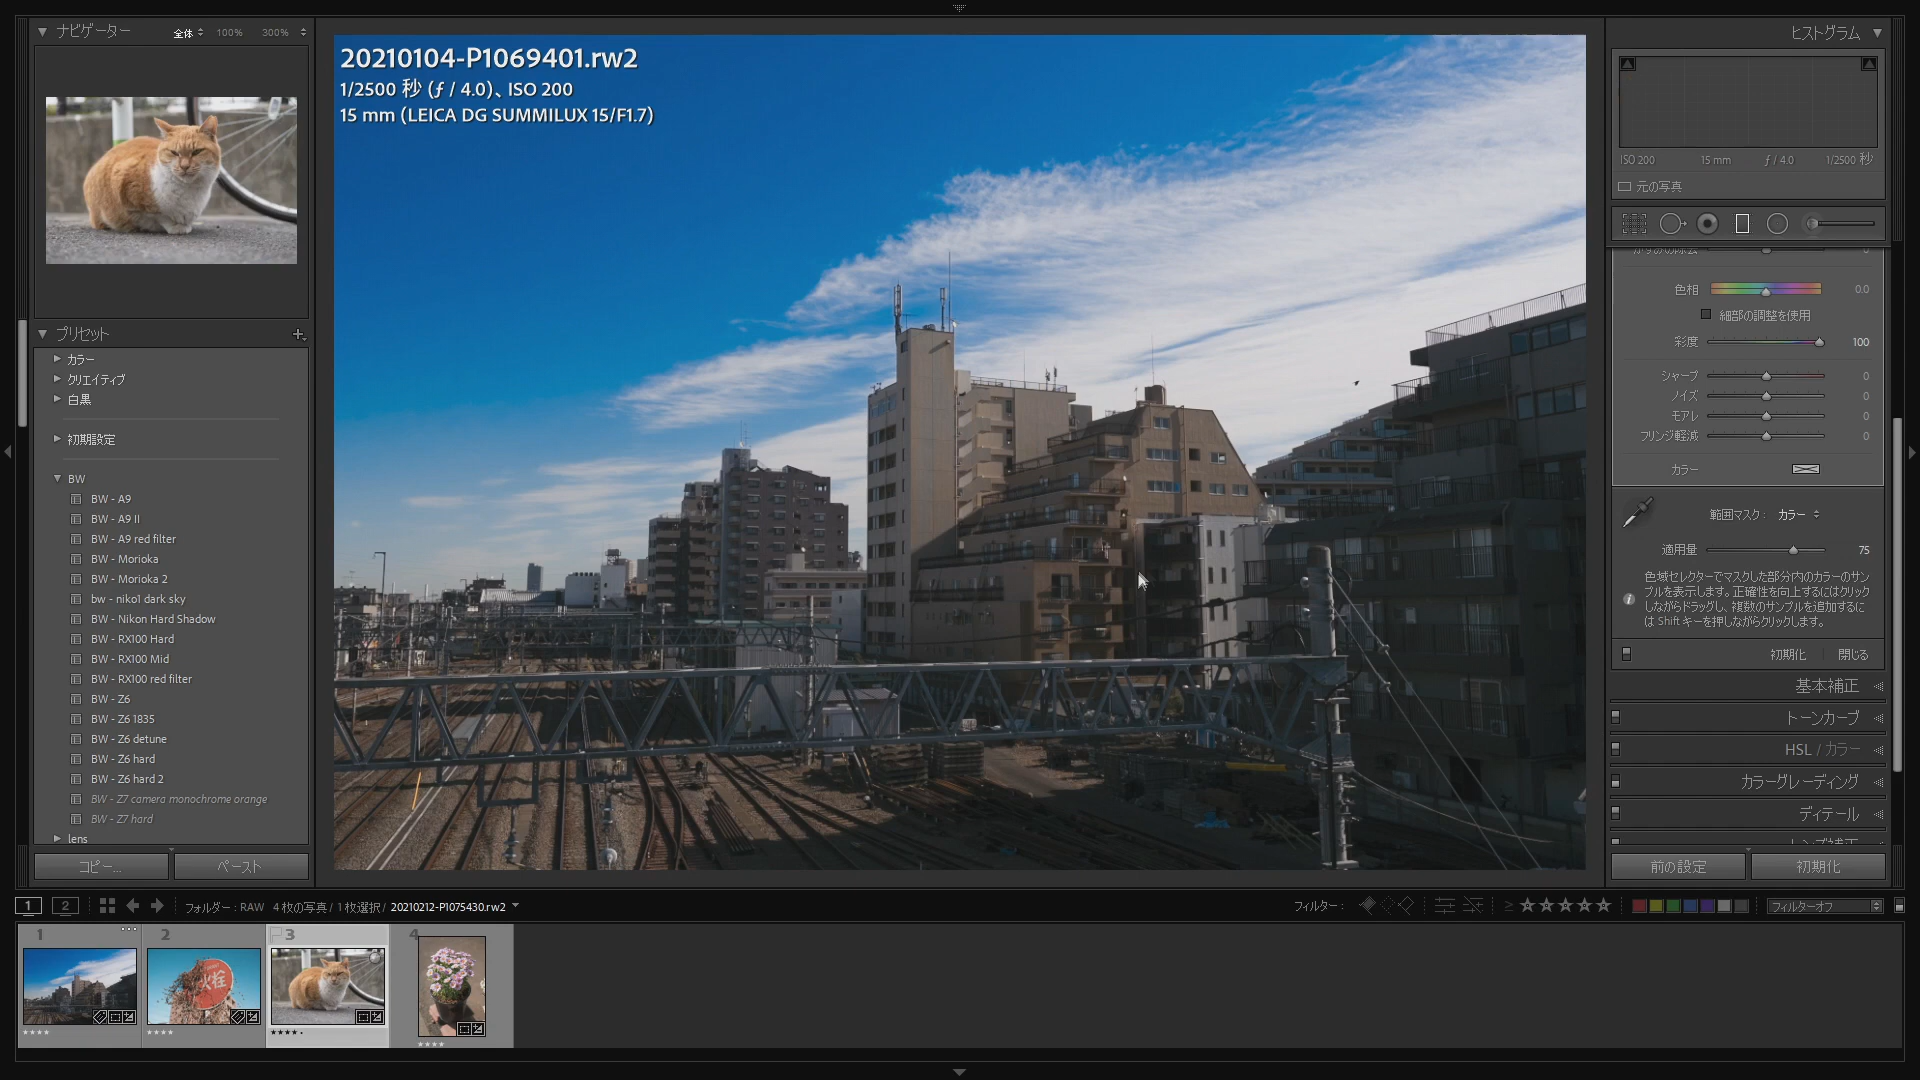 ナビゲーター 全体 100% 300%
プリセット
カラー
クリエイティブ
白黒
初期設定
BW
BW - A9
BW - A9 II
BW - A9 red filter
BW - Morioka
BW - Morioka 2
bw - niko1 dark sky
BW - Nikon Hard Shadow
BW - RX100 Hard
BW - RX100 Mid
BW - RX100 red filter
BW - Z6
BW - Z6 1835
BW - Z6 detune
BW - Z6 hard
BW - Z6 hard 2
BW - Z7 camera monochrome orange
BW - Z7 hard
lens
コピー... ペースト
20210104-P1069401.rw2
1/2500 秒 (ƒ / 4.0)、ISO 200
15 mm (LEICA DG SUMMILUX 15/F1.7)
ヒストグラム
ISO 200 15 mm ƒ / 4.0 1/2500 秒
元の写真
色相 0.0
細部の調整を使用
彩度 100
シャープ 0
ノイズ 0
モアレ 0
フリンジ軽減 0
カラー
範囲マスク : カラー
適用量 75
色域セレクターでマスクした部分内のカラーのサン
プルを表示します。正確性を向上するにはクリック
しながらドラッグし、複数のサンプルを追加するに
は Shift キーを押しながらクリックします。
初期化 閉じる
基本補正
トーンカーブ
HSL / カラー
カラーグレーディング
ディテール
前の設定 初期化
1 2 フォルダー : RAW 4 枚の写真 / 1 枚選択 / 20210212-P1075430.rw2 フィルター : ≥ ★★★★★ フィルターオフ
1 2 3 4
火栓